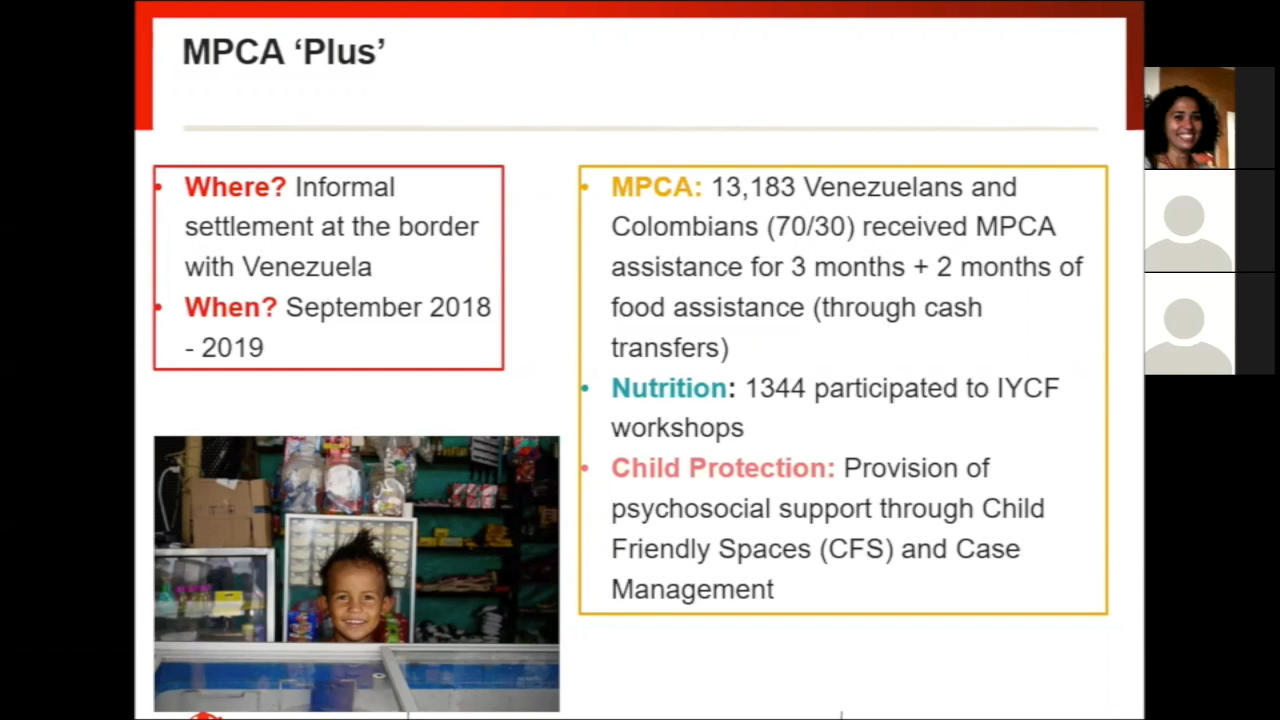 MPCA ‘Plus’
• Where? Informal
settlement at the border
with Venezuela
• When? September 2018
- 2019
• MPCA: 13,183 Venezuelans and
Colombians (70/30) received MPCA
assistance for 3 months + 2 months of
food assistance (through cash
transfers)
• Nutrition: 1344 participated to IYCF
workshops
• Child Protection: Provision of
psychosocial support through Child
Friendly Spaces (CFS) and Case
Management